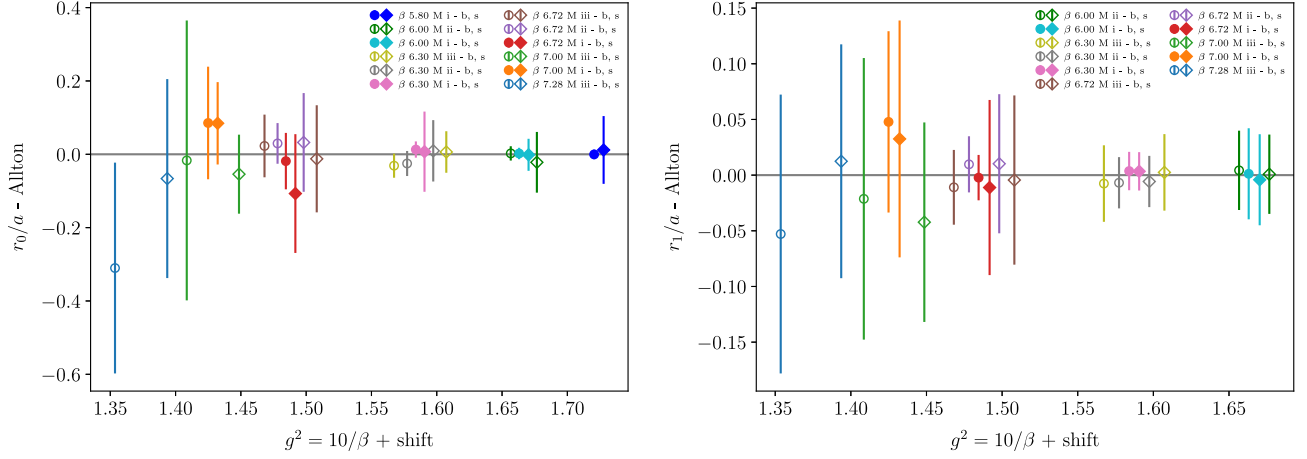 r₀/a - Allton
0.4
0.2
0.0
−0.2
−0.4
−0.6
β 5.80 M i - b, s
β 6.00 M ii - b, s
β 6.00 M i - b, s
β 6.30 M iii - b, s
β 6.30 M ii - b, s
β 6.30 M i - b, s
β 6.72 M iii - b, s
β 6.72 M ii - b, s
β 6.72 M i - b, s
β 7.00 M iii - b, s
β 7.00 M i - b, s
β 7.28 M iii - b, s
1.35 1.40 1.45 1.50 1.55 1.60 1.65 1.70
g² = 10/β + shift
r₁/a - Allton
0.15
0.10
0.05
0.00
−0.05
−0.10
−0.15
β 6.00 M ii - b, s
β 6.00 M i - b, s
β 6.30 M iii - b, s
β 6.30 M ii - b, s
β 6.30 M i - b, s
β 6.72 M iii - b, s
β 6.72 M ii - b, s
β 6.72 M i - b, s
β 7.00 M iii - b, s
β 7.00 M i - b, s
β 7.28 M iii - b, s
1.35 1.40 1.45 1.50 1.55 1.60 1.65
g² = 10/β + shift